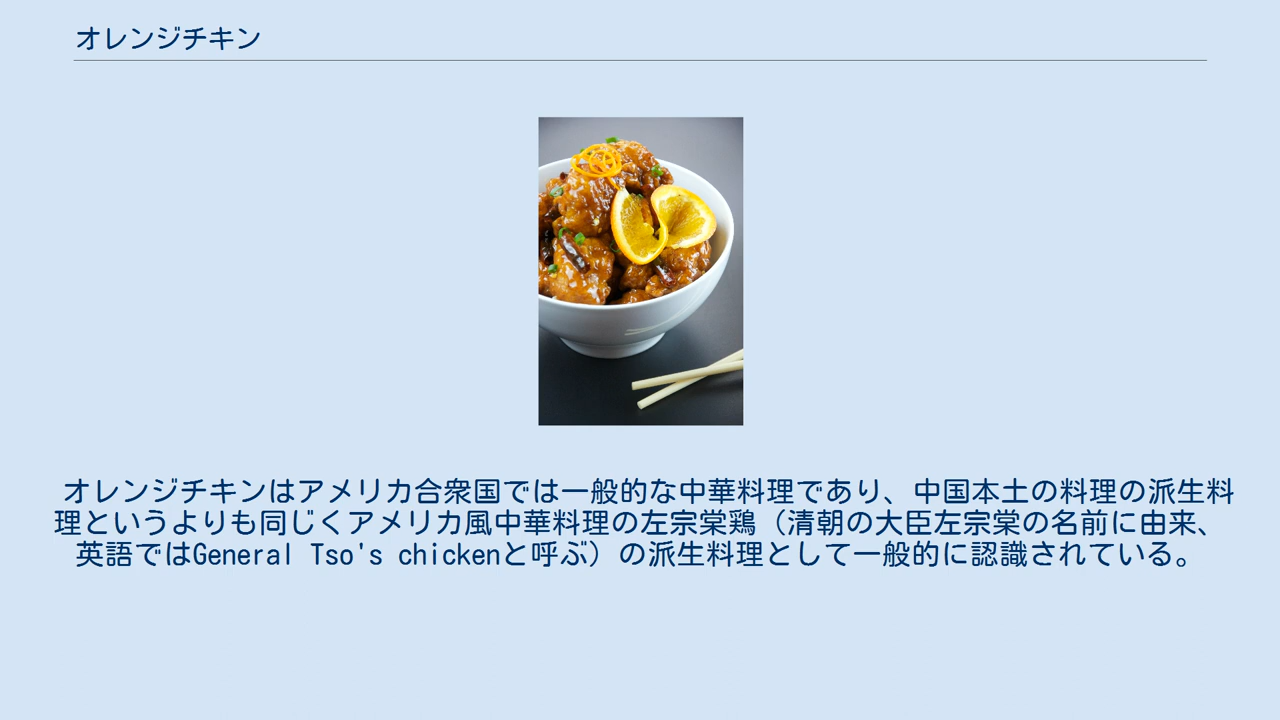 オレンジチキン
オレンジチキンはアメリカ合衆国では一般的な中華料理であり、中国本土の料理の派生料
理というよりも同じくアメリカ風中華料理の左宗棠鶏（清朝の大臣左宗棠の名前に由来、
英語ではGeneral Tso's chickenと呼ぶ）の派生料理として一般的に認識されている。